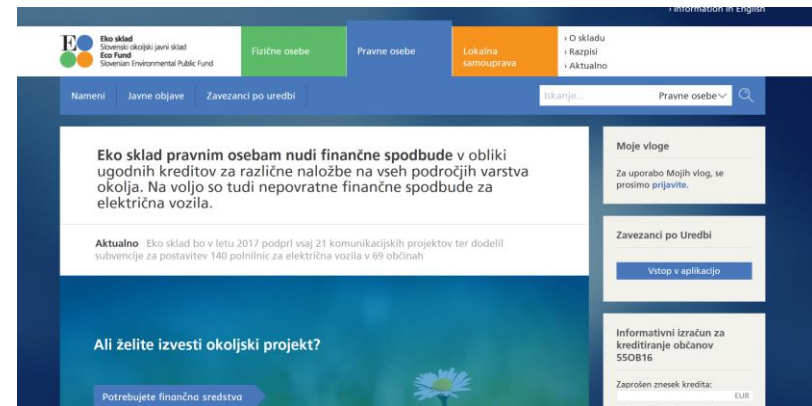 › Information in English
Eko sklad
Slovenski okoljski javni sklad
Eco Fund
Slovenian Environmental Public Fund
Fizične osebe
Pravne osebe
Lokalna
samouprava
› O skladu
› Razpisi
› Aktualno
Nameni
Javne objave
Zavezanci po uredbi
Iskanje...
Pravne osebe
Eko sklad pravnim osebam nudi finančne spodbude v obliki
ugodnih kreditov za različne naložbe na vseh področjih varstva
okolja. Na voljo so tudi nepovratne finančne spodbude za
električna vozila.
Aktualno Eko sklad bo v letu 2017 podprl vsaj 21 komunikacijskih projektov ter dodelil
subvencije za postavitev 140 polnilnic za električna vozila v 69 občinah
Ali želite izvesti okoljski projekt?
Potrebujete finančna sredstva
Moje vloge
Za uporabo Mojih vlog, se
prosimo prijavite.
Zavezanci po Uredbi
Vstop v aplikacijo
Informativni izračun za
kreditiranje občanov
55OB16
Zaprošen znesek kredita:
EUR